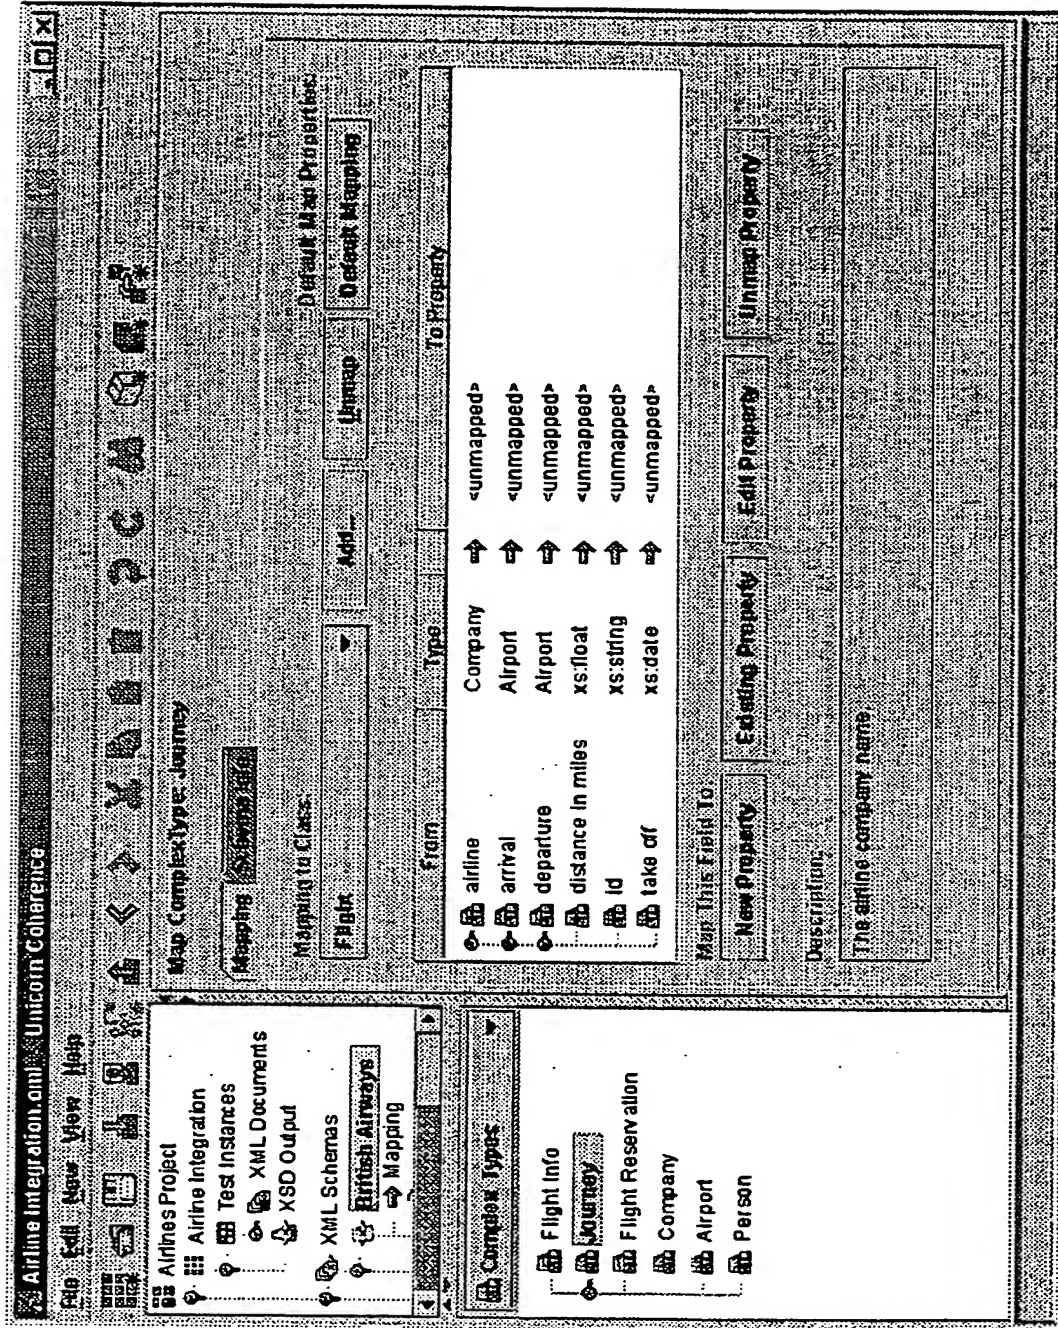 Airline Integration.oml - Unicorn Coherence
File Edit New View Help
Airlines Project
Airline Integration
Test Instances
XML Documents
XSD Output
XML Schemas
British Airways
Mapping
Complex Types
Flight Info
Journey
Flight Reservation
Company
Airport
Person
Map ComplexType: Journey
Mapping
Mapping to Class:
Flight
Add...
Unmap
Default Map Properties:
Default Mapping
From Type To Property
airline Company <unmapped>
arrival Airport <unmapped>
departure Airport <unmapped>
distance in miles xs:float <unmapped>
id xs:string <unmapped>
take off xs:date <unmapped>
Map This Field To:
New Property Existing Property Edit Property Unmap Property
Description:
The airline company name.